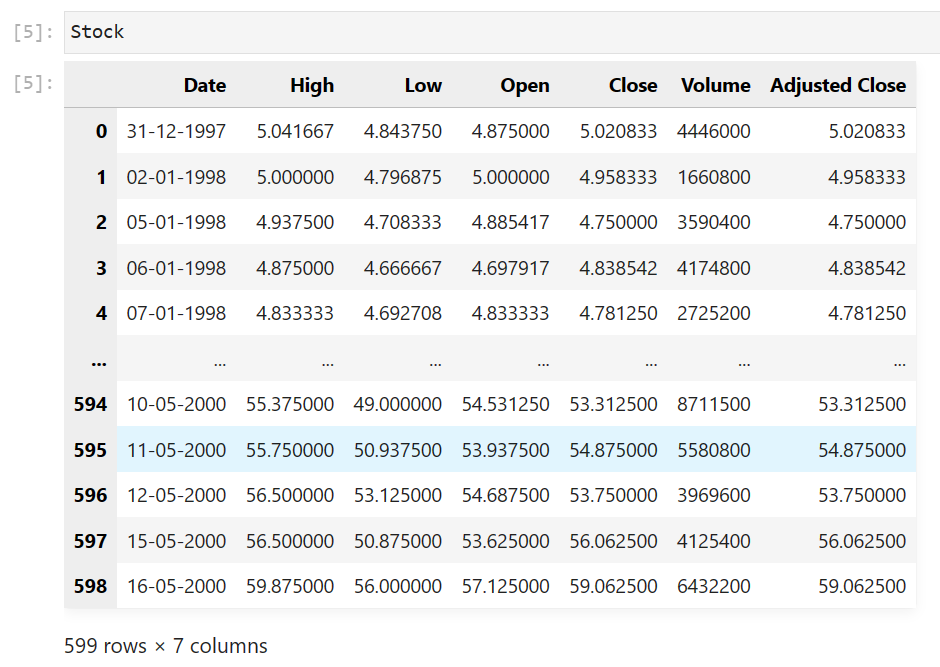 [5]: Stock
[5]: Date High Low Open Close Volume Adjusted Close
0 31-12-1997 5.041667 4.843750 4.875000 5.020833 4446000 5.020833
1 02-01-1998 5.000000 4.796875 5.000000 4.958333 1660800 4.958333
2 05-01-1998 4.937500 4.708333 4.885417 4.750000 3590400 4.750000
3 06-01-1998 4.875000 4.666667 4.697917 4.838542 4174800 4.838542
4 07-01-1998 4.833333 4.692708 4.833333 4.781250 2725200 4.781250
... ... ... ... ... ... ... ...
594 10-05-2000 55.375000 49.000000 54.531250 53.312500 8711500 53.312500
595 11-05-2000 55.750000 50.937500 53.937500 54.875000 5580800 54.875000
596 12-05-2000 56.500000 53.125000 54.687500 53.750000 3969600 53.750000
597 15-05-2000 56.500000 50.875000 53.625000 56.062500 4125400 56.062500
598 16-05-2000 59.875000 56.000000 57.125000 59.062500 6432200 59.062500
599 rows × 7 columns